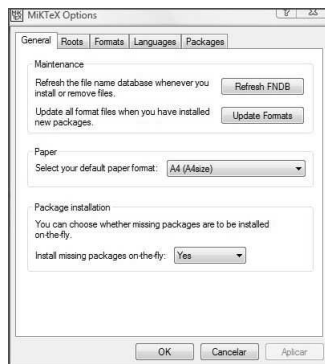 MiKTeX Options
General Roots Formats Languages Packages
Maintenance
Refresh the file name database whenever you
install or remove files.
Refresh FNDB
Update all format files when you have installed
new packages.
Update Formats
Paper
Select your default paper format: A4 (A4size)
Package installation
You can choose whether missing packages are to be installed
on-the-fly.
Install missing packages on-the-fly: Yes
OK Cancelar Aplicar